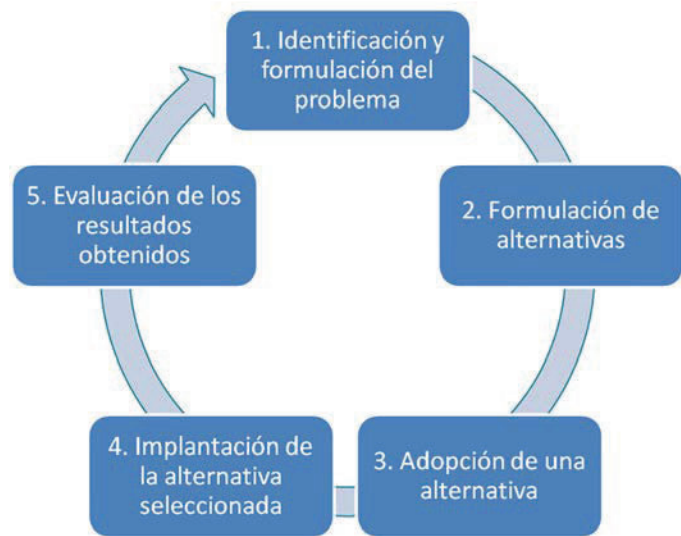 1. Identificación y
formulación del
problema
2. Formulación de
alternativas
3. Adopción de una
alternativa
4. Implantación de
la alternativa
seleccionada
5. Evaluación de los
resultados
obtenidos